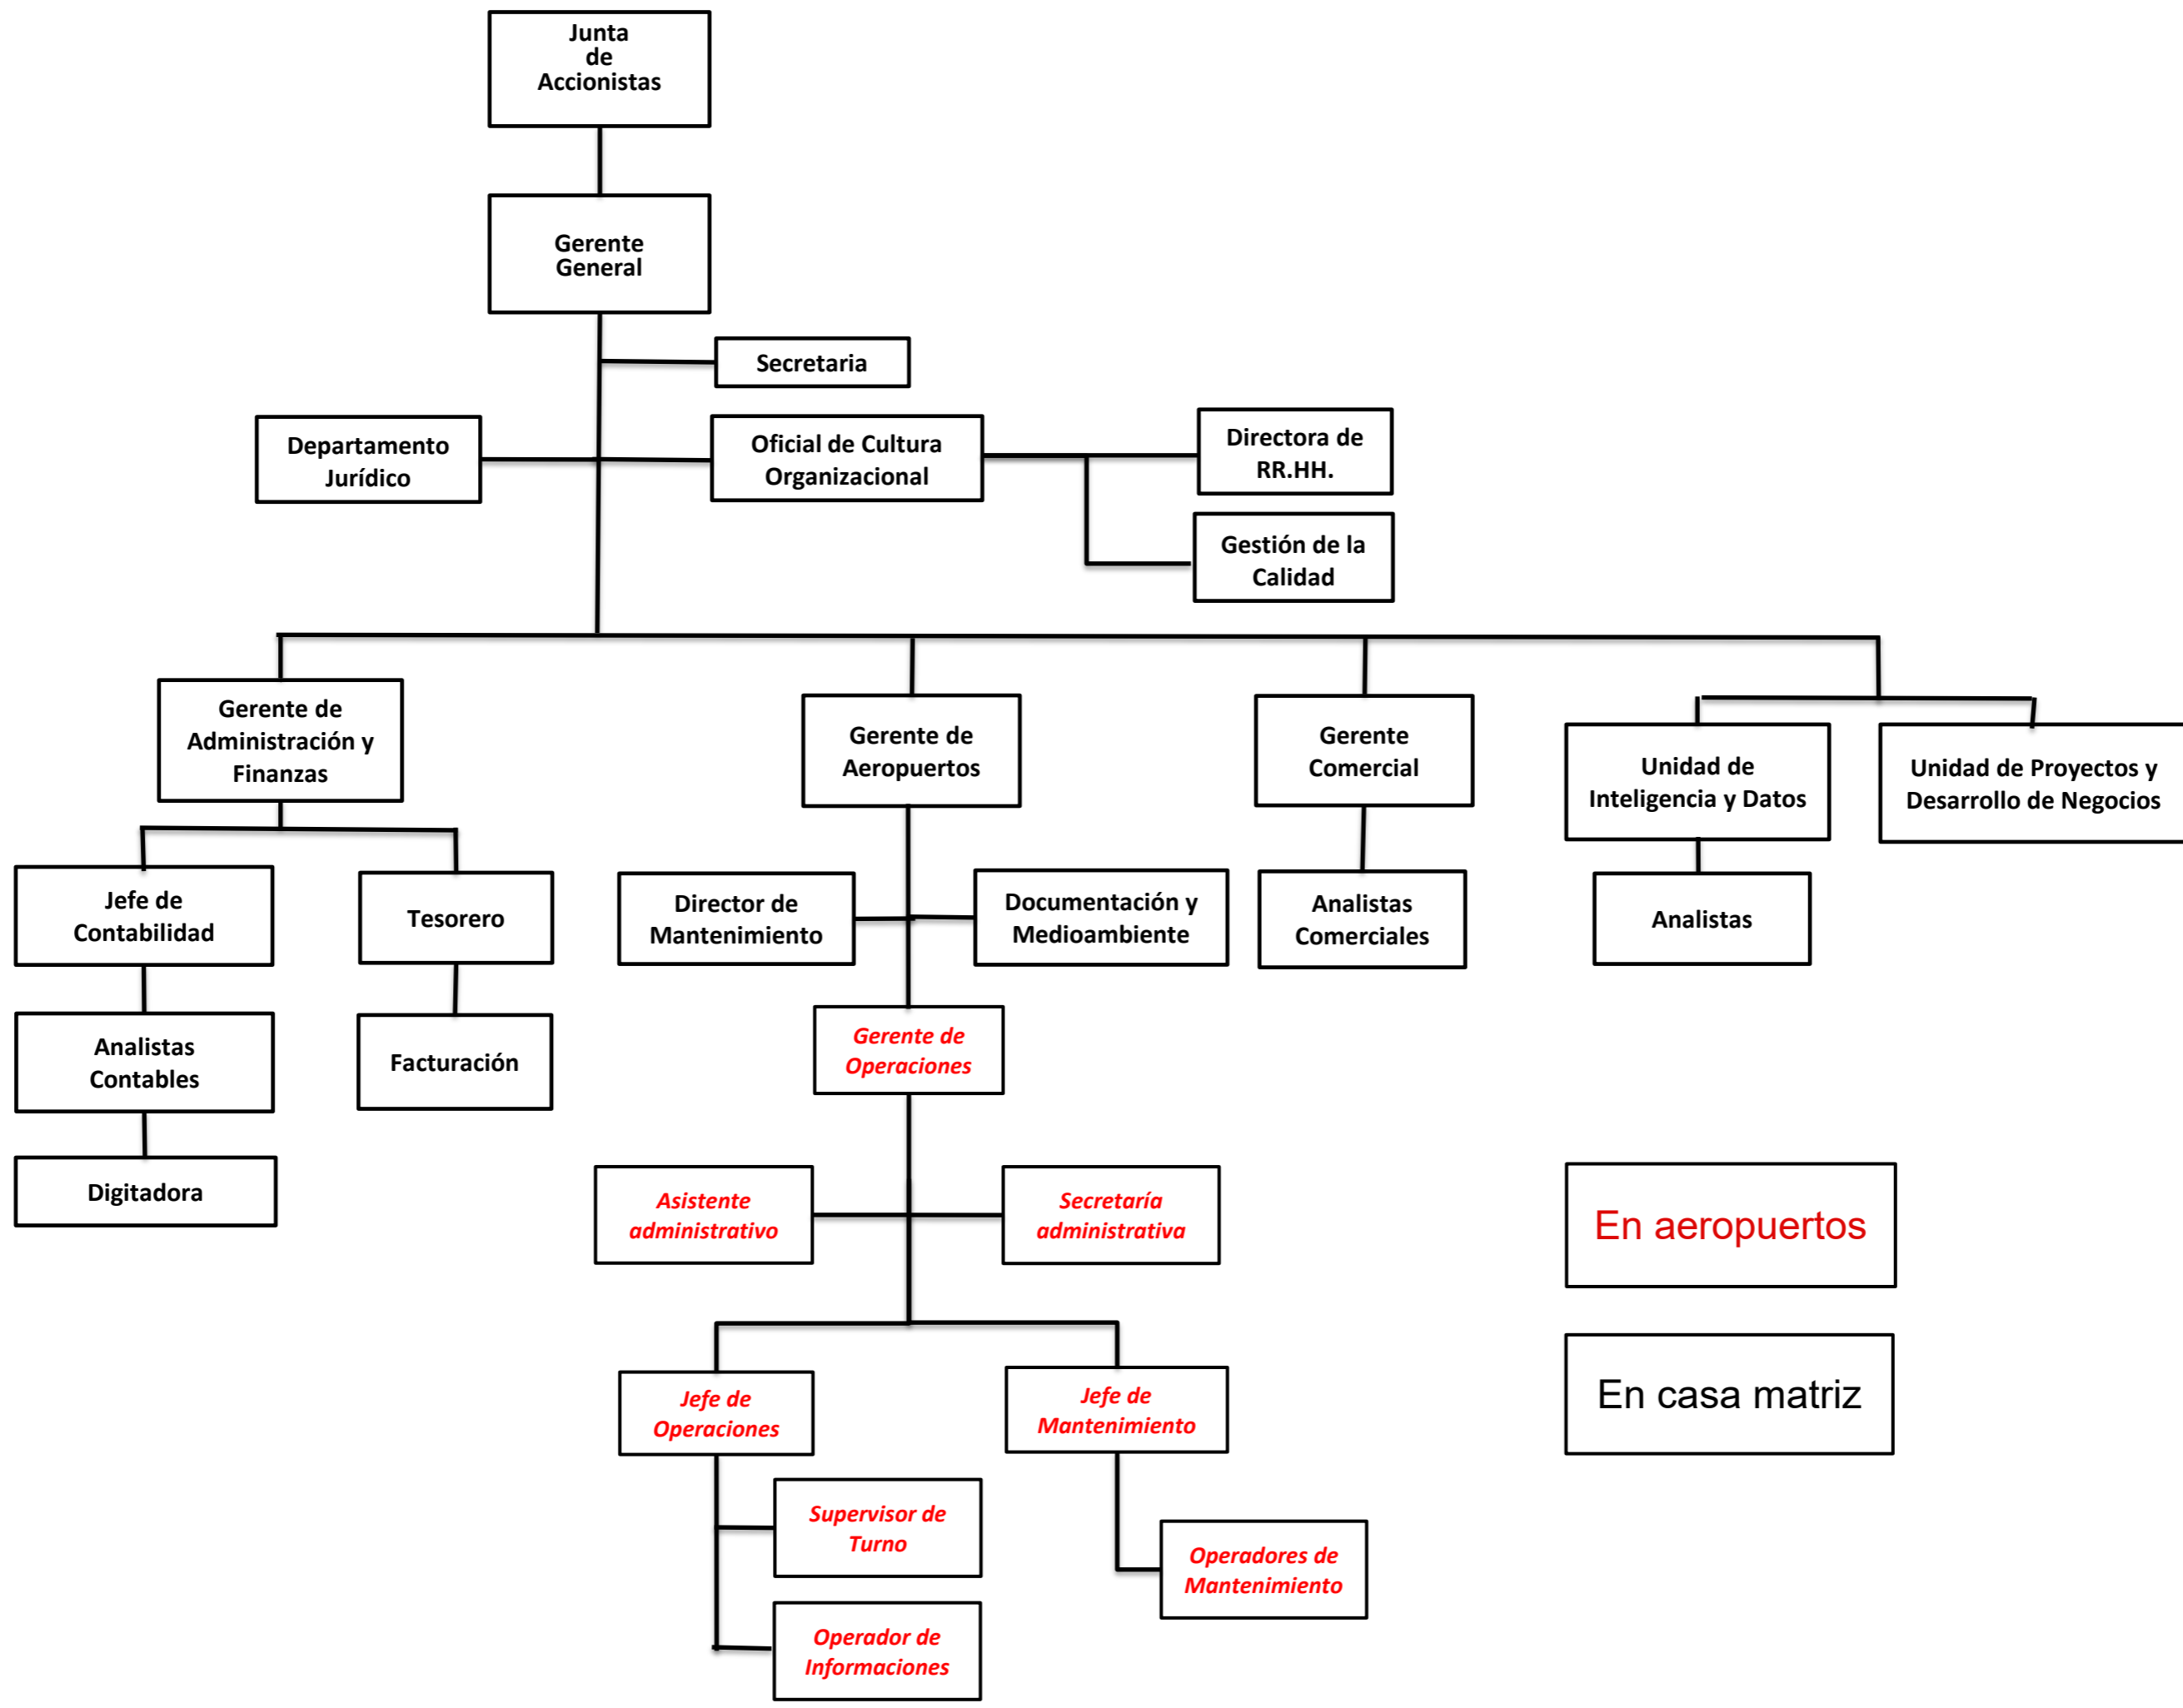 Junta
de
Accionistas
Gerente
General
Secretaria
Departamento
Jurídico
Oficial de Cultura
Organizacional
Directora de
RR.HH.
Gestión de la
Calidad
Gerente de
Administración y
Finanzas
Gerente de
Aeropuertos
Gerente
Comercial
Unidad de
Inteligencia y Datos
Unidad de Proyectos y
Desarrollo de Negocios
Jefe de
Contabilidad
Tesorero
Director de
Mantenimiento
Documentación y
Medioambiente
Analistas
Comerciales
Analistas
Analistas
Contables
Facturación
Gerente de
Operaciones
Digitadora
Asistente
administrativo
Secretaría
administrativa
En aeropuertos
En casa matriz
Jefe de
Operaciones
Jefe de
Mantenimiento
Supervisor de
Turno
Operadores de
Mantenimiento
Operador de
Informaciones